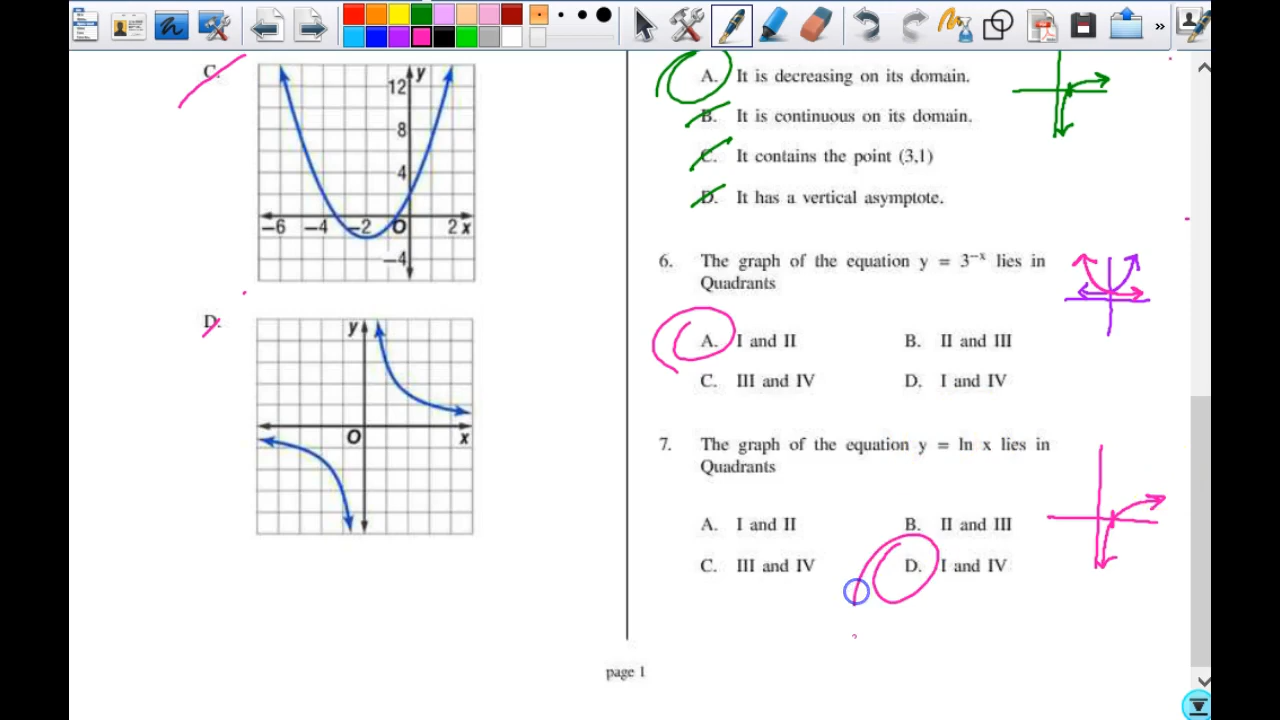 C.
y
12
8
4
-6 -4 -2 O 2 x
-4
D.
y
O
x
A. It is decreasing on its domain.
B. It is continuous on its domain.
C. It contains the point (3,1)
D. It has a vertical asymptote.
6. The graph of the equation y = 3⁻ˣ lies in
Quadrants
A. I and II B. II and III
C. III and IV D. I and IV
7. The graph of the equation y = ln x lies in
Quadrants
A. I and II B. II and III
C. III and IV D. I and IV
page 1